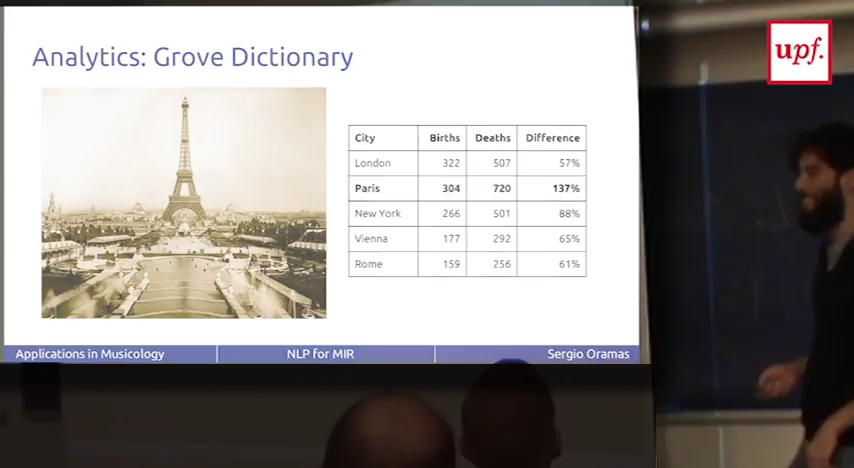 Analytics: Grove Dictionary
City Births Deaths Difference
London 322 507 57%
Paris 304 720 137%
New York 266 501 88%
Vienna 177 292 65%
Rome 159 256 61%
Applications in Musicology NLP for MIR Sergio Oramas
upf.